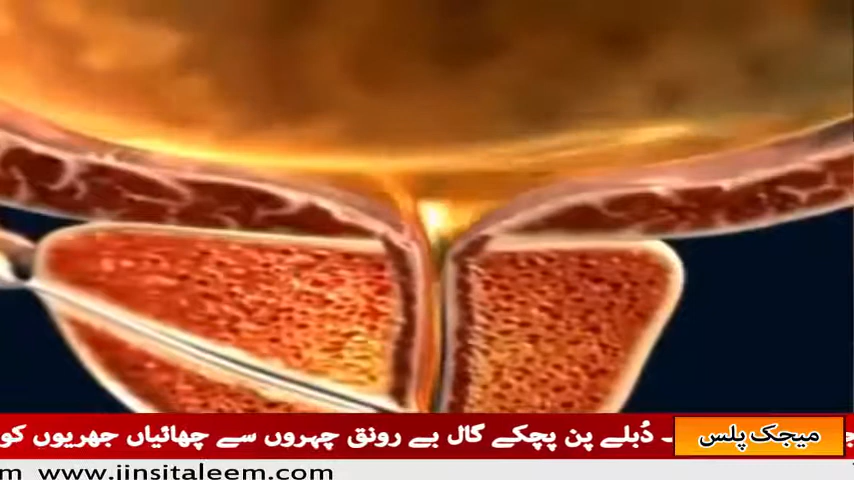 میجک پلس
۔ دُبلے پن پچکے گال بے رونق چہروں سے چھائیاں جھریوں کو
www.jinsitaleem.com